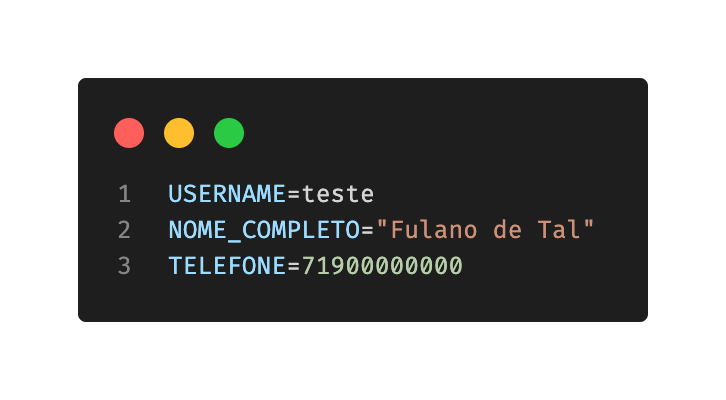 1 USERNAME=teste
2 NOME_COMPLETO="Fulano de Tal"
3 TELEFONE=71900000000